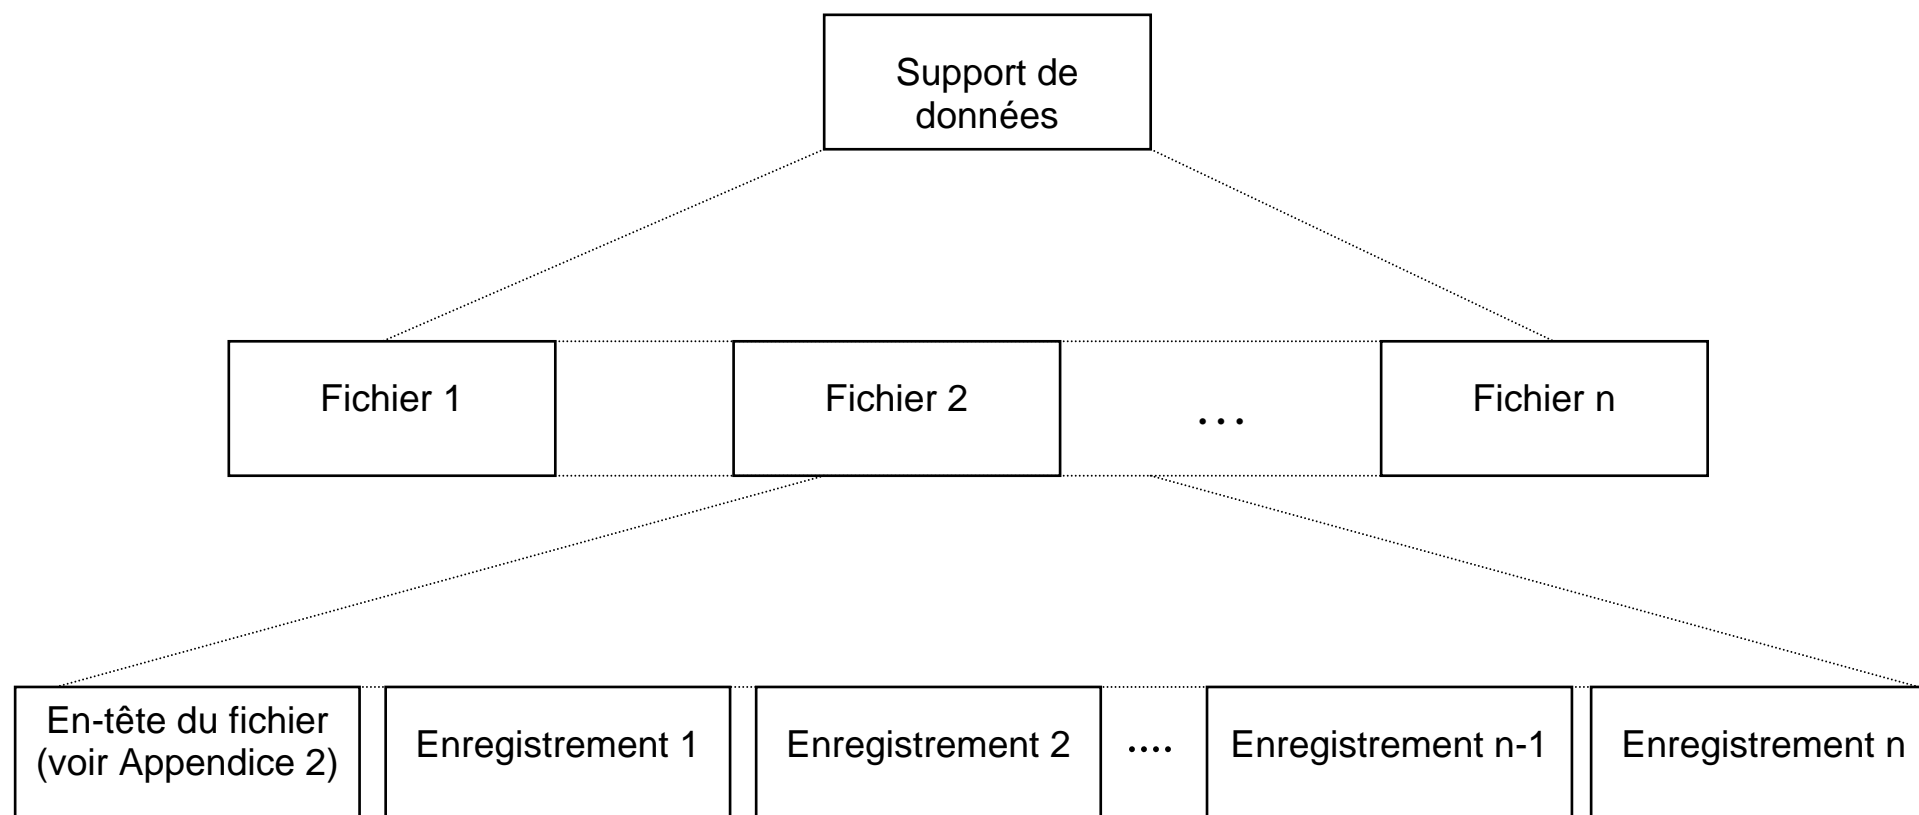 Support de
données
Fichier 1
Fichier 2
...
Fichier n
En-tête du fichier
(voir Appendice 2)
Enregistrement 1
Enregistrement 2
....
Enregistrement n-1
Enregistrement n